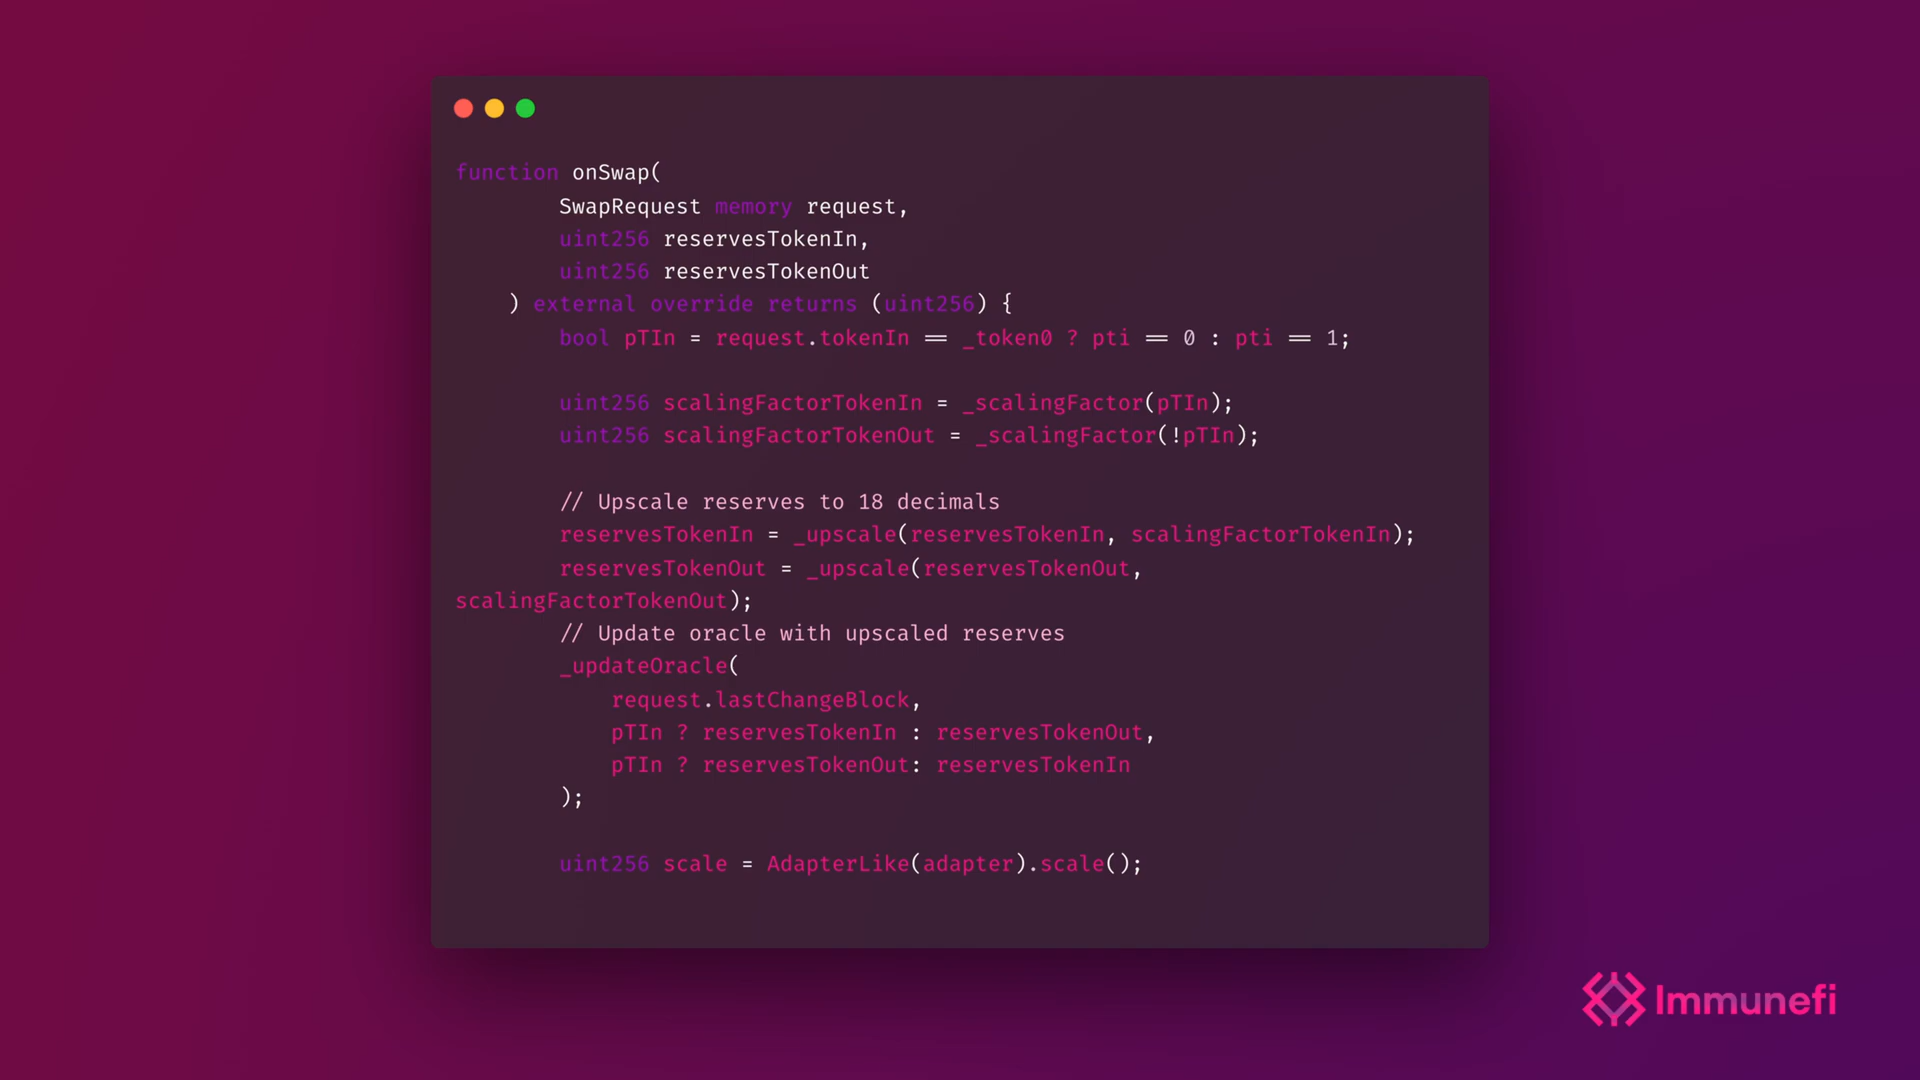 function onSwap(
SwapRequest memory request,
uint256 reservesTokenIn,
uint256 reservesTokenOut
) external override returns (uint256) {
bool pTIn = request.tokenIn == _token0 ? pti == 0 : pti == 1;
uint256 scalingFactorTokenIn = _scalingFactor(pTIn);
uint256 scalingFactorTokenOut = _scalingFactor(!pTIn);
// Upscale reserves to 18 decimals
reservesTokenIn = _upscale(reservesTokenIn, scalingFactorTokenIn);
reservesTokenOut = _upscale(reservesTokenOut,
scalingFactorTokenOut);
// Update oracle with upscaled reserves
_updateOracle(
request.lastChangeBlock,
pTIn ? reservesTokenIn : reservesTokenOut,
pTIn ? reservesTokenOut: reservesTokenIn
);
uint256 scale = AdapterLike(adapter).scale();
Immunefi